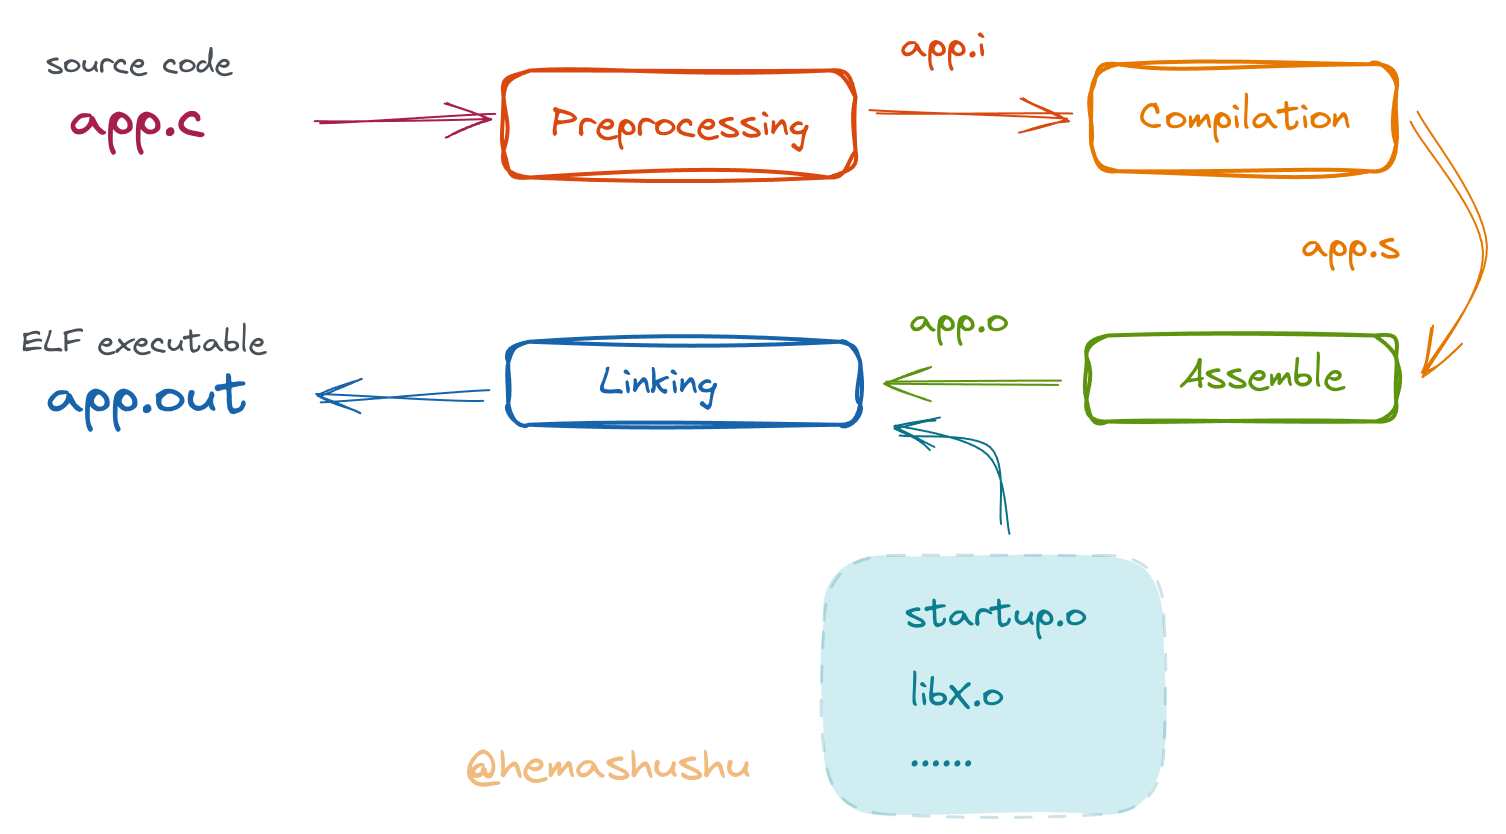 source code
app.c
Preprocessing
app.i
Compilation
app.s
Assemble
app.o
Linking
ELF executable
app.out
startup.o
libX.o
......
@hemashushu